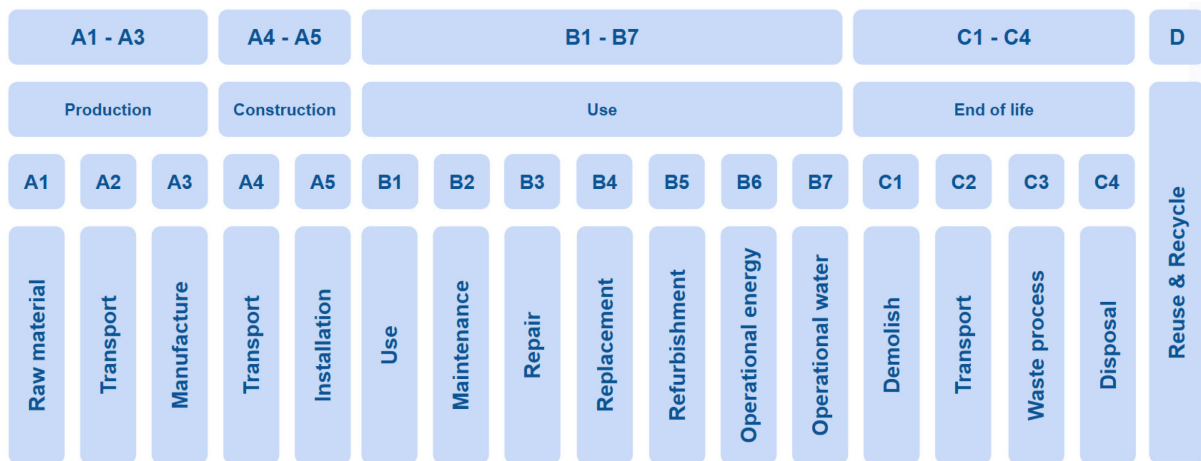 A1 - A3
A4 - A5
B1 - B7
C1 - C4
D
Production
Construction
Use
End of life
Reuse & Recycle
A1
A2
A3
A4
A5
B1
B2
B3
B4
B5
B6
B7
C1
C2
C3
C4
Raw material
Transport
Manufacture
Transport
Installation
Use
Maintenance
Repair
Replacement
Refurbishment
Operational energy
Operational water
Demolish
Transport
Waste process
Disposal